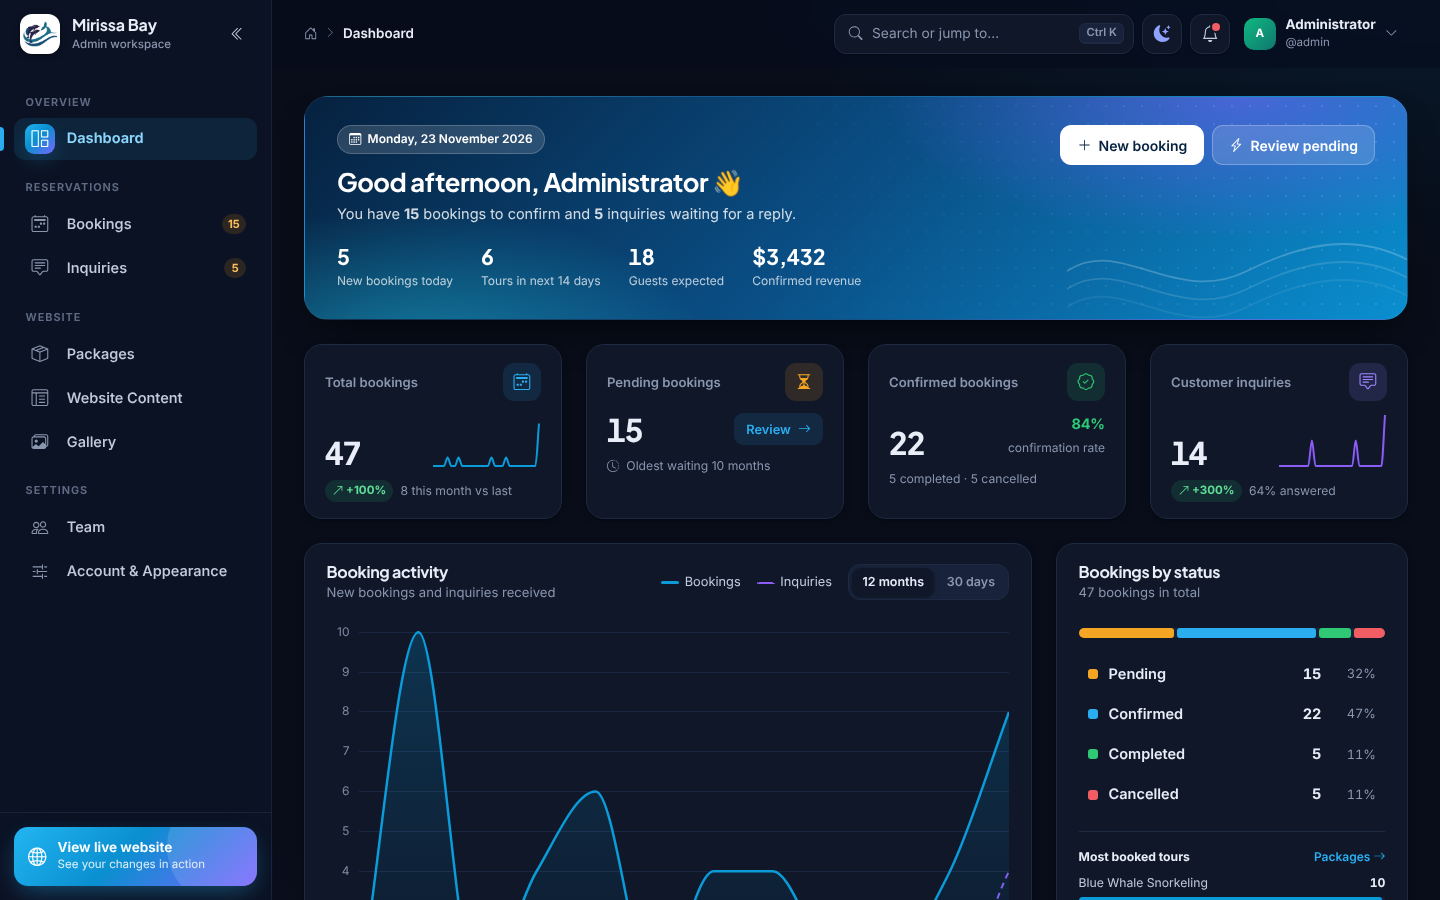 Mirissa Bay
Admin workspace
OVERVIEW
Dashboard
RESERVATIONS
Bookings 15
Inquiries 5
WEBSITE
Packages
Website Content
Gallery
SETTINGS
Team
Account & Appearance
View live website
See your changes in action
Dashboard
Search or jump to...
Ctrl K
A
Administrator
@admin
Monday, 23 November 2026
New booking
Review pending
Good afternoon, Administrator 👋
You have 15 bookings to confirm and 5 inquiries waiting for a reply.
5
New bookings today
6
Tours in next 14 days
18
Guests expected
$3,432
Confirmed revenue
Total bookings
47
+100% 8 this month vs last
Pending bookings
15
Review →
Oldest waiting 10 months
Confirmed bookings
22
84%
confirmation rate
5 completed · 5 cancelled
Customer inquiries
14
+300% 64% answered
Booking activity
New bookings and inquiries received
Bookings
Inquiries
12 months
30 days
10
9
8
7
6
5
4
Bookings by status
47 bookings in total
Pending 15 32%
Confirmed 22 47%
Completed 5 11%
Cancelled 5 11%
Most booked tours
Packages →
Blue Whale Snorkeling 10